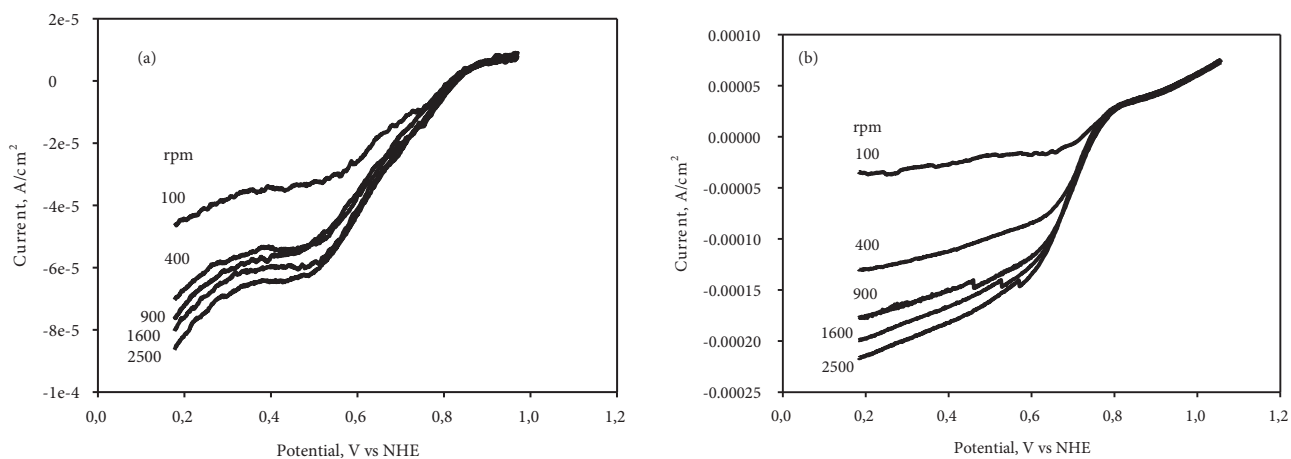 2e-5
0
-2e-5
-4e-5
-6e-5
-8e-5
-1e-4
Current, A/cm²
(a)
rpm
100
400
900
1600
2500
0,0 0,2 0,4 0,6 0,8 1,0 1,2
Potential, V vs NHE
0.00010
0.00005
0.00000
-0.00005
-0.00010
-0.00015
-0.00020
-0.00025
Current, A/cm²
(b)
rpm
100
400
900
1600
2500
0,0 0,2 0,4 0,6 0,8 1,0 1,2
Potential, V vs NHE